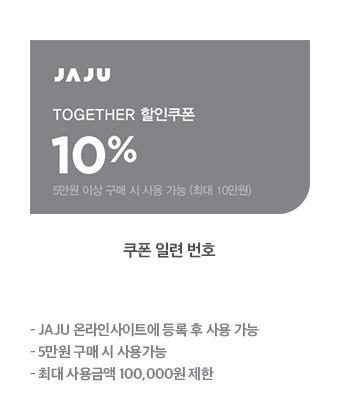 JAJU
TOGETHER 할인쿠폰
10%
5만원 이상 구매 시 사용 가능 (최대 10만원)
쿠폰 일련 번호
- JAJU 온라인사이트에 등록 후 사용 가능
- 5만원 구매 시 사용가능
- 최대 사용금액 100,000원 제한